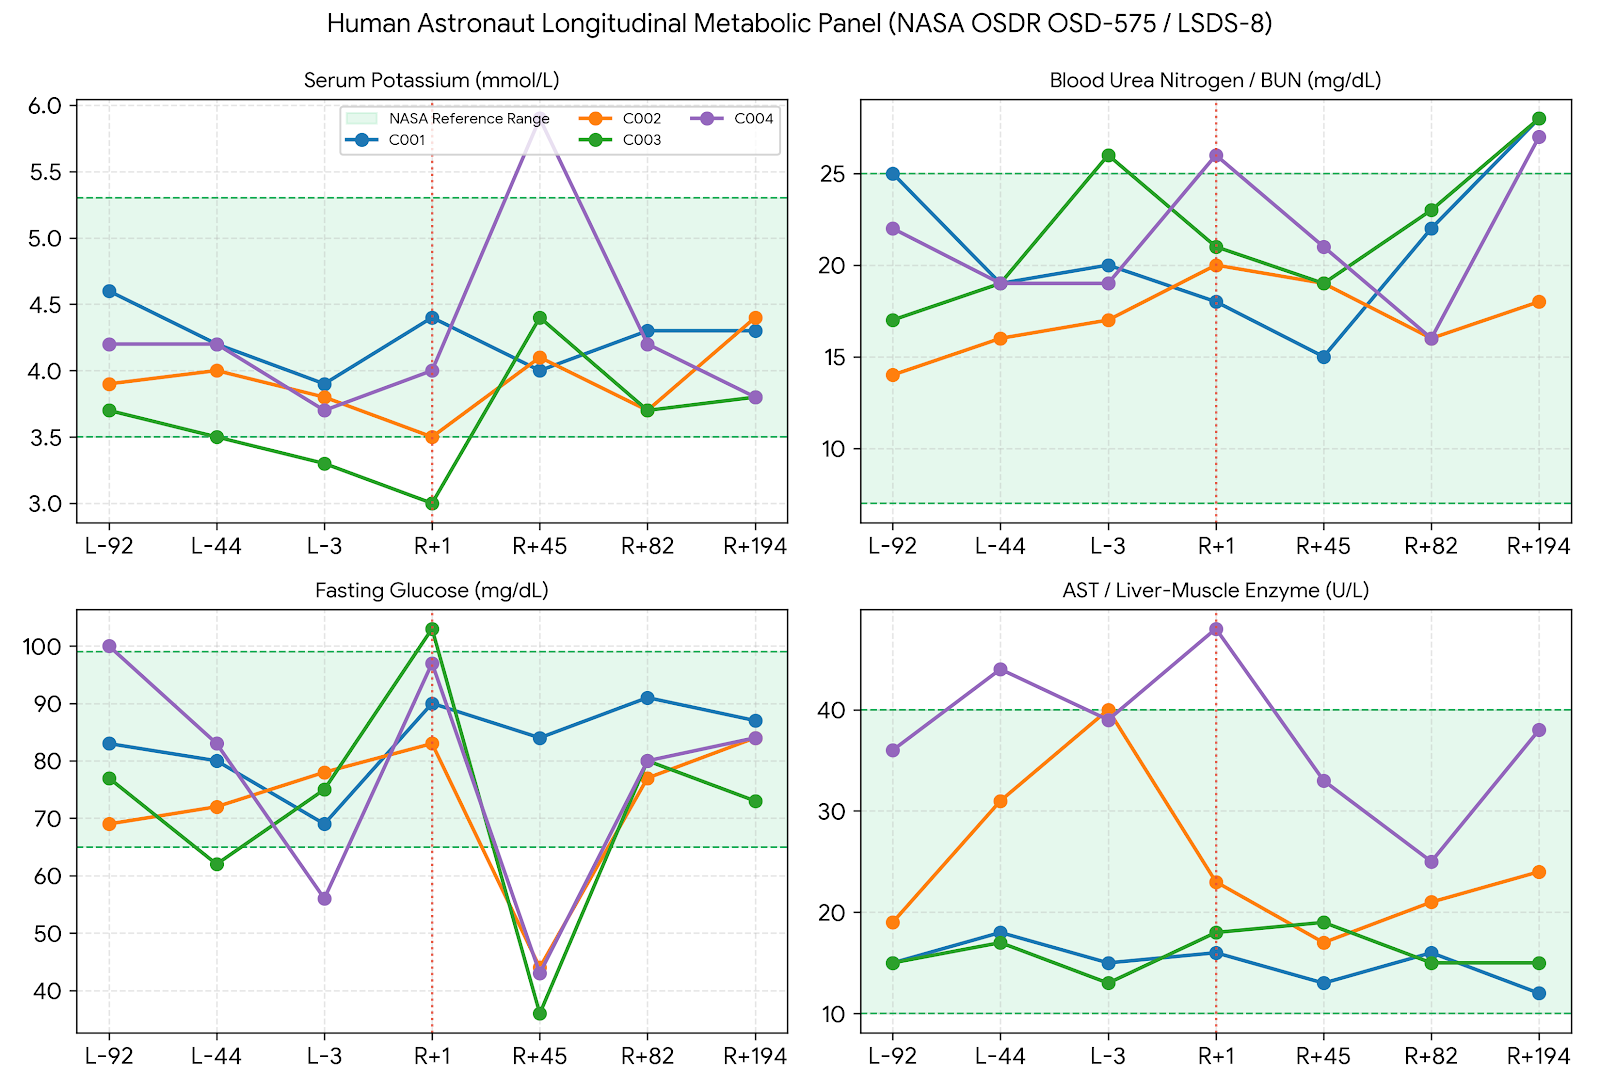 Human Astronaut Longitudinal Metabolic Panel (NASA OSDR OSD-575 / LSDS-8)
Serum Potassium (mmol/L)
6.0
5.5
5.0
4.5
4.0
3.5
3.0
NASA Reference Range
C001
C002
C003
C004
L-92 L-44 L-3 R+1 R+45 R+82 R+194
Blood Urea Nitrogen / BUN (mg/dL)
25
20
15
10
L-92 L-44 L-3 R+1 R+45 R+82 R+194
Fasting Glucose (mg/dL)
100
90
80
70
60
50
40
L-92 L-44 L-3 R+1 R+45 R+82 R+194
AST / Liver-Muscle Enzyme (U/L)
40
30
20
10
L-92 L-44 L-3 R+1 R+45 R+82 R+194